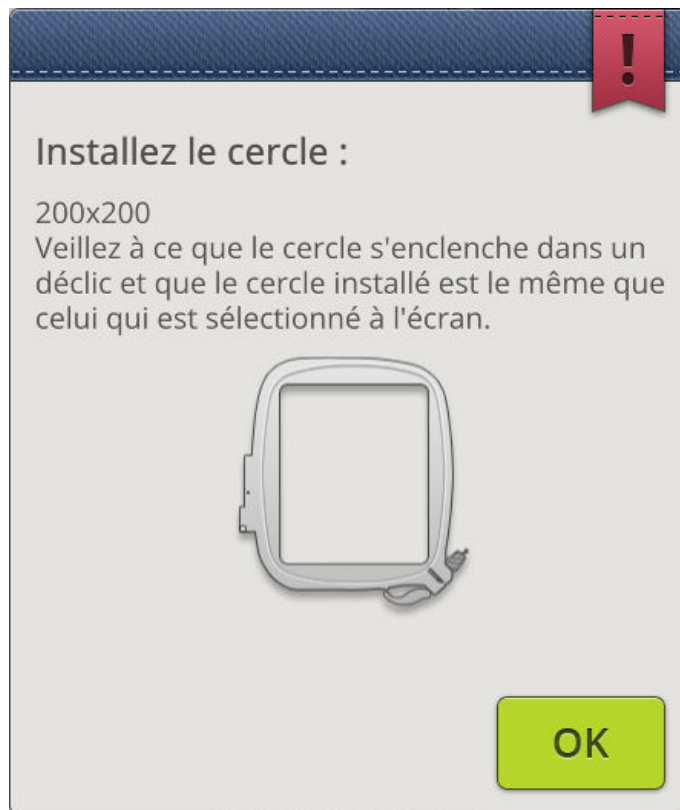 !
Installez le cercle :
200x200
Veillez à ce que le cercle s'enclenche dans un
déclic et que le cercle installé est le même que
celui qui est sélectionné à l'écran.
OK